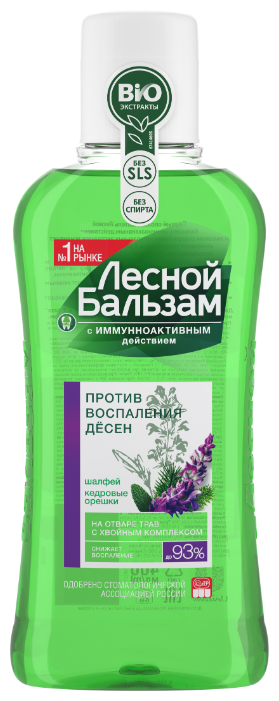 BiO
ЭКСТРАКТЫ
БЕЗ
SLS
БЕЗ
СПИРТА
№1 НА
РЫНКЕ
Лесной
Бальзам
с ИММУННОАКТИВНЫМ
действием
ПРОТИВ
ВОСПАЛЕНИЯ
ДЁСЕН
шалфей
кедровые
орешки
НА ОТВАРЕ ТРАВ
С ХВОЙНЫМ КОМПЛЕКСОМ
СНИЖАЕТ
ВОСПАЛЕНИЕ
до 93%
ОДОБРЕНО СТОМАТОЛОГИЧЕСКОЙ
АССОЦИАЦИЕЙ РОССИИ